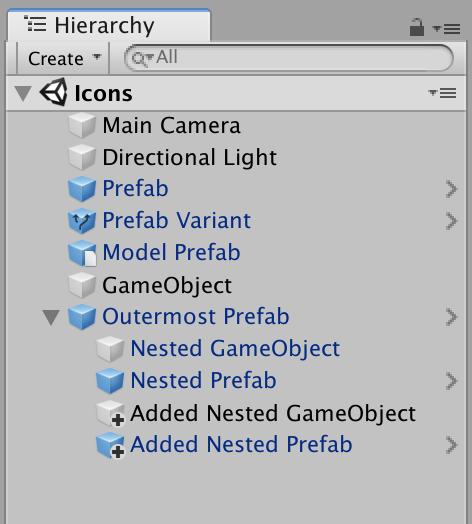 Hierarchy
Create All
Icons
Main Camera
Directional Light
Prefab
Prefab Variant
Model Prefab
GameObject
Outermost Prefab
Nested GameObject
Nested Prefab
Added Nested GameObject
Added Nested Prefab